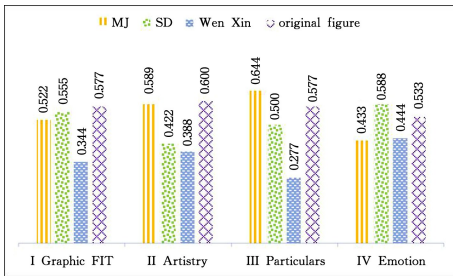 MJ SD Wen Xin original figure
0.522 0.555 0.344 0.577 0.589 0.422 0.388 0.600 0.644 0.500 0.277 0.577 0.433 0.588 0.444 0.533
I Graphic FIT II Artistry III Particulars IV Emotion